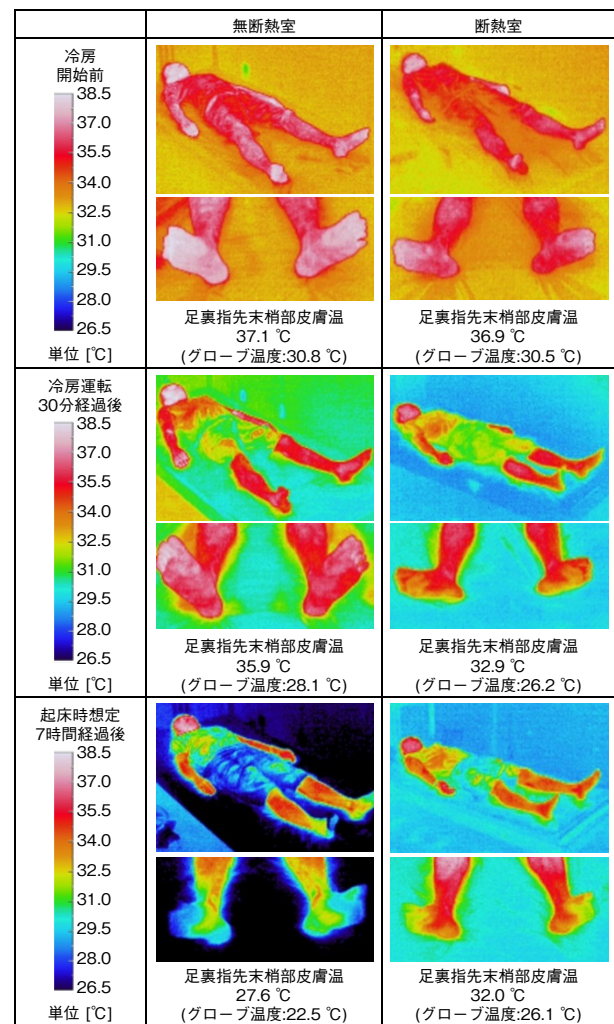 無断熱室
断熱室
冷房
開始前
38.5
37.0
35.5
34.0
32.5
31.0
29.5
28.0
26.5
単位 [℃]
足裏指先末梢部皮膚温
37.1 ℃
(グローブ温度:30.8 ℃)
足裏指先末梢部皮膚温
36.9 ℃
(グローブ温度:30.5 ℃)
冷房運転
30分経過後
38.5
37.0
35.5
34.0
32.5
31.0
29.5
28.0
26.5
単位 [℃]
足裏指先末梢部皮膚温
35.9 ℃
(グローブ温度:28.1 ℃)
足裏指先末梢部皮膚温
32.9 ℃
(グローブ温度:26.2 ℃)
起床時想定
7時間経過後
38.5
37.0
35.5
34.0
32.5
31.0
29.5
28.0
26.5
単位 [℃]
足裏指先末梢部皮膚温
27.6 ℃
(グローブ温度:22.5 ℃)
足裏指先末梢部皮膚温
32.0 ℃
(グローブ温度:26.1 ℃)